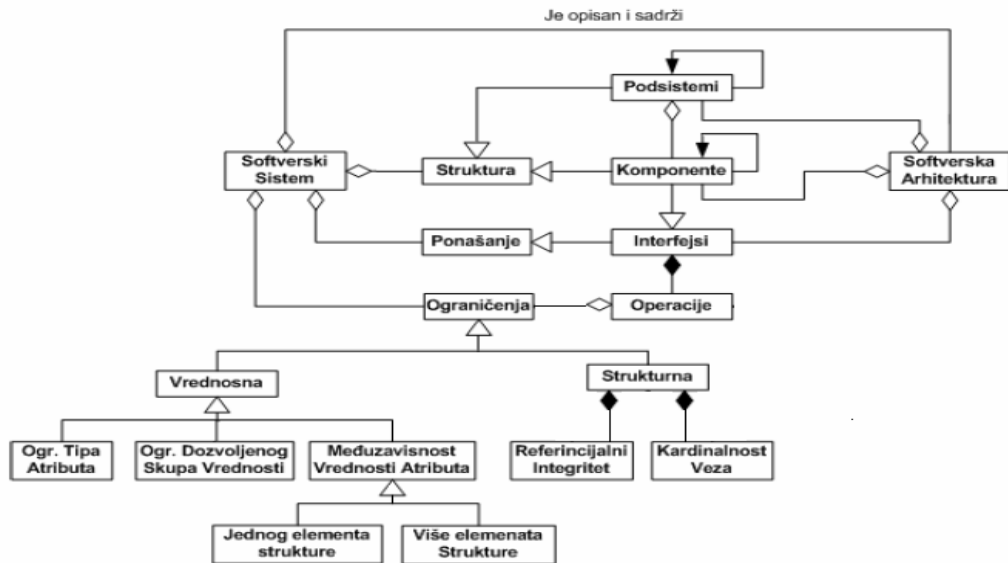 Je opisan i sadrži
Podsistemi
Softverski
Sistem
Struktura
Komponente
Softverska
Arhitektura
Ponašanje
Interfejsi
Ograničenja
Operacije
Vrednosna
Strukturna
Ogr. Tipa
Atributa
Ogr. Dozvoljenog
Skupa Vrednosti
Međuzavisnost
Vrednosti Atributa
Referincijalni
Integritet
Kardinalnost
Veza
Jednog elementa
strukture
Više elemenata
Strukture